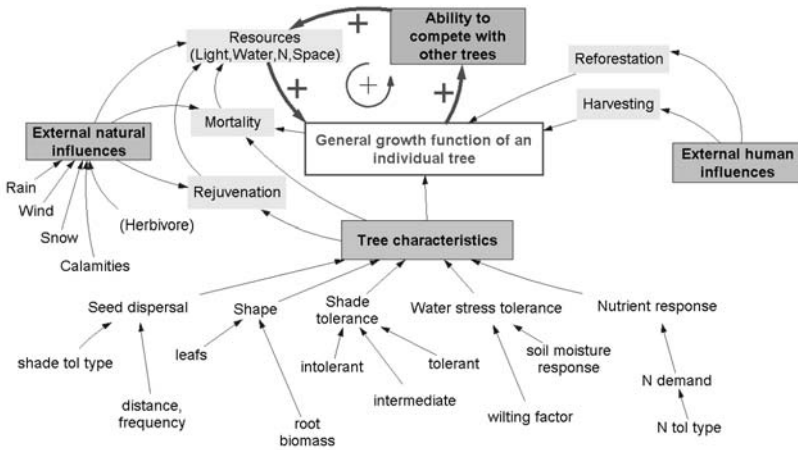 Resources
(Light,Water,N,Space)
+
Ability to
compete with
other trees
+
+
+
Reforestation
Harvesting
External natural
influences
Mortality
General growth function of an
individual tree
External human
influences
Rain
Wind
Snow
Calamities
(Herbivore)
Rejuvenation
Tree characteristics
Seed dispersal
Shape
Shade
tolerance
Water stress tolerance
Nutrient response
shade tol type
leafs
intolerant
tolerant
soil moisture
response
distance,
frequency
root
biomass
intermediate
wilting factor
N demand
N tol type